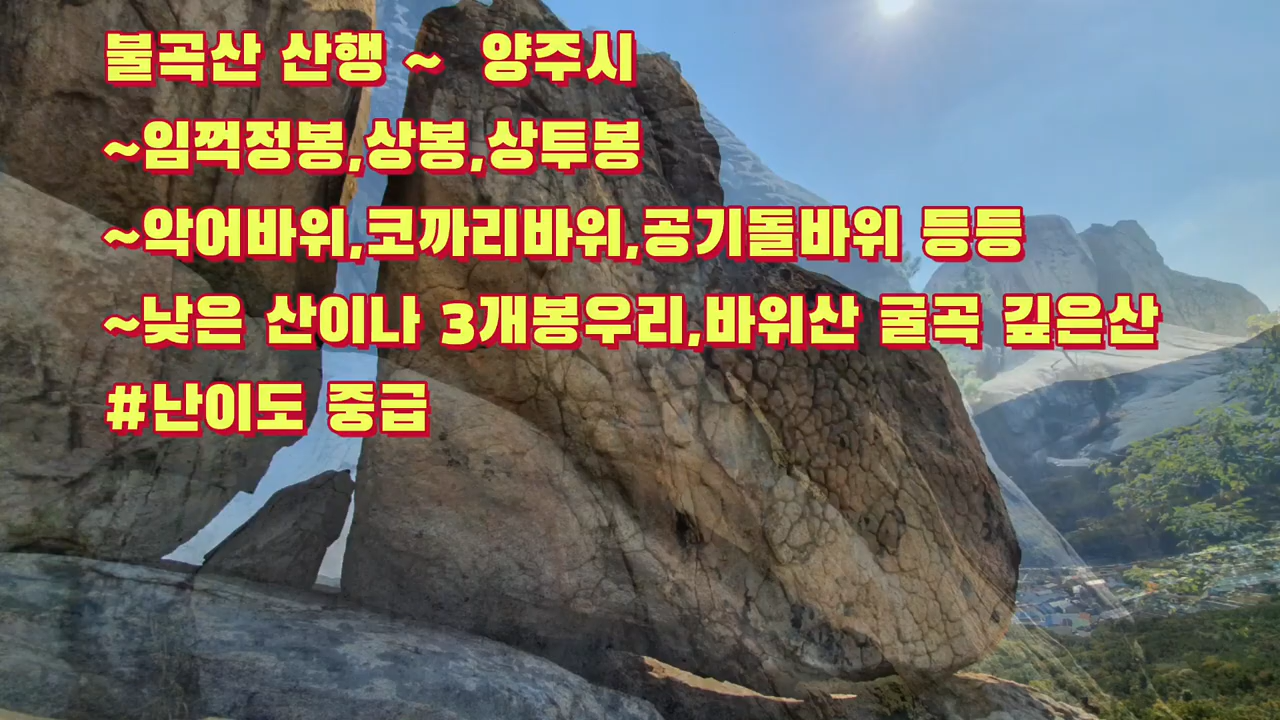 불곡산 산행 ~ 양주시
~임꺽정봉,상봉,상투봉
~악어바위,코까리바위,공기돌바위 등등
~낮은 산이나 3개봉우리,바위산 굴곡 깊은산
#난이도 중급